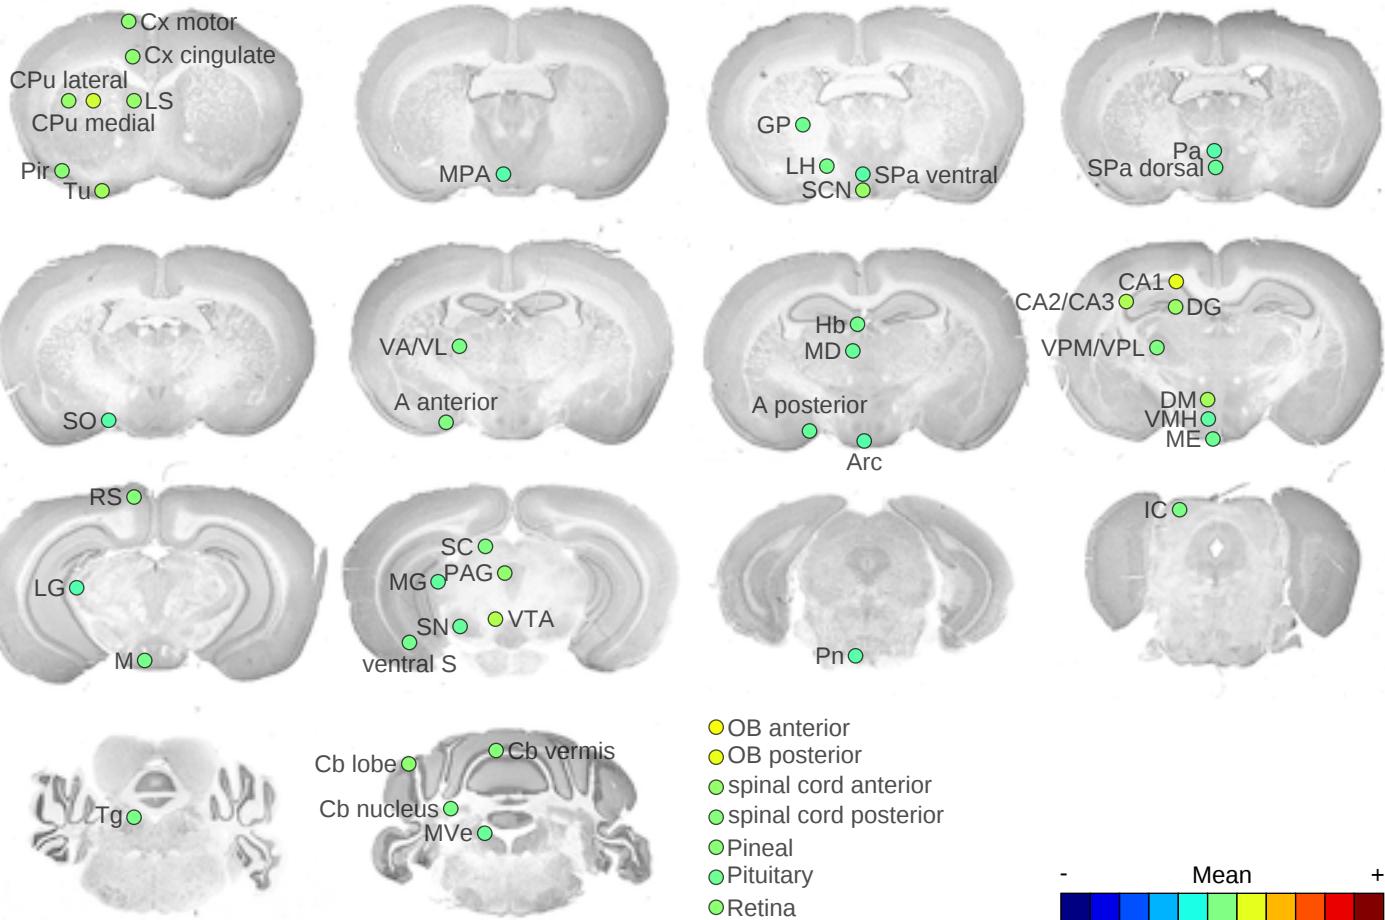 Cx motor
Cx cingulate
CPu lateral
LS
CPu medial
Pir
Tu
MPA
GP
LH
SPa ventral
SCN
Pa
SPa dorsal
SO
VA/VL
A anterior
Hb
MD
A posterior
Arc
CA1
CA2/CA3
DG
VPM/VPL
DM
VMH
ME
RS
LG
M
SC
PAG
MG
VTA
SN
ventral S
Pn
IC
Tg
Cb vermis
Cb lobe
Cb nucleus
MVe
OB anterior
OB posterior
spinal cord anterior
spinal cord posterior
Pineal
Pituitary
Retina
- Mean +